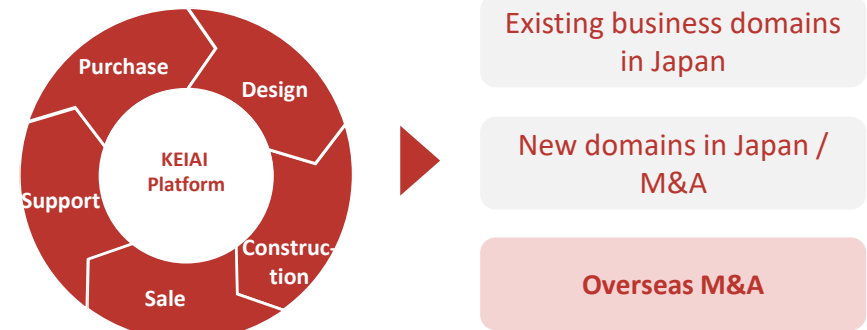 Purchase
Design
KEIAI
Platform
Support
Construc-
tion
Sale
Existing business domains
in Japan
New domains in Japan /
M&A
Overseas M&A